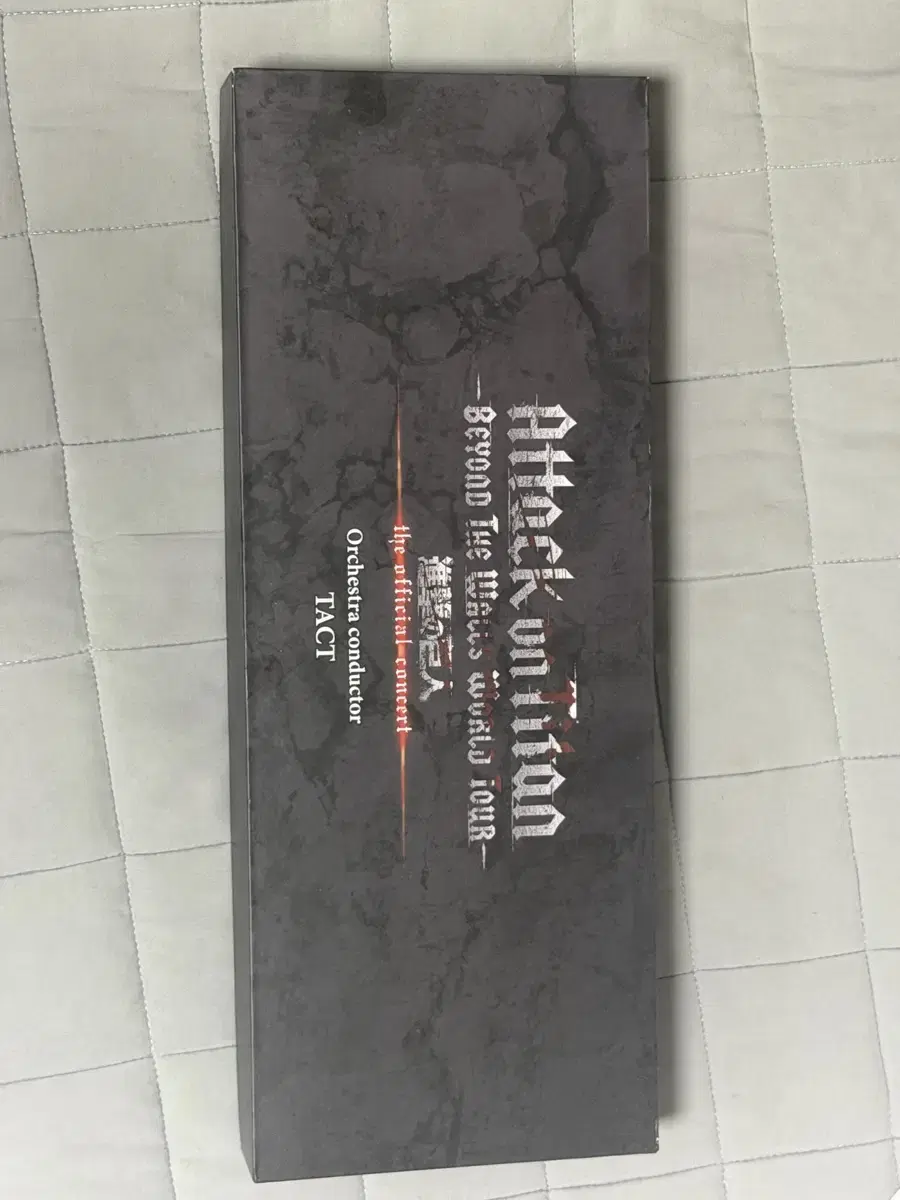 Attack on Titan
-Beyond The Walls World Tour-
進撃の巨人
the official concert
Orchestra conductor
TACT